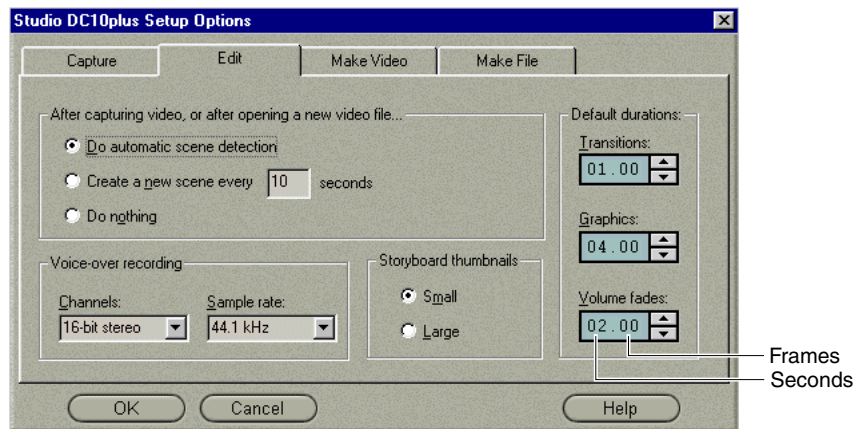 Studio DC10plus Setup Options
Capture
Edit
Make Video
Make File
After capturing video, or after opening a new video file...
Do automatic scene detection
Create a new scene every 10 seconds
Do nothing
Voice-over recording
Channels:
16-bit stereo
Sample rate:
44.1 kHz
Storyboard thumbnails
Small
Large
Default durations:
Transitions:
01.00
Graphics:
04.00
Volume fades:
02.00
Frames
Seconds
OK
Cancel
Help